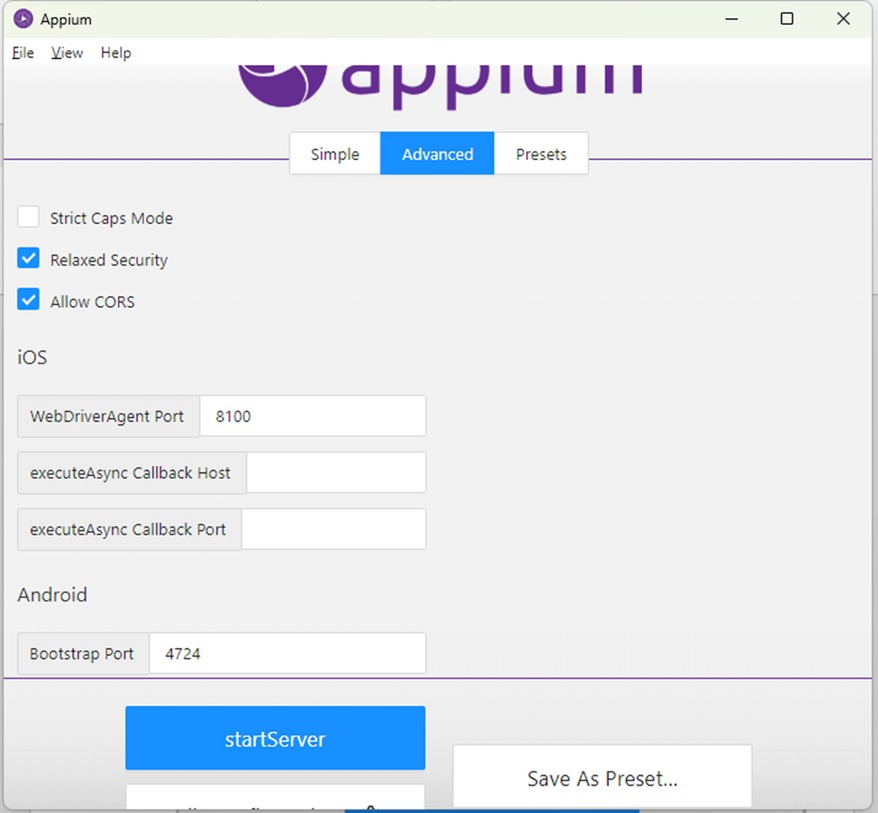 Appium
File View Help
appium
Simple Advanced Presets
Strict Caps Mode
Relaxed Security
Allow CORS
iOS
WebDriverAgent Port 8100
executeAsync Callback Host
executeAsync Callback Port
Android
Bootstrap Port 4724
startServer
Save As Preset...